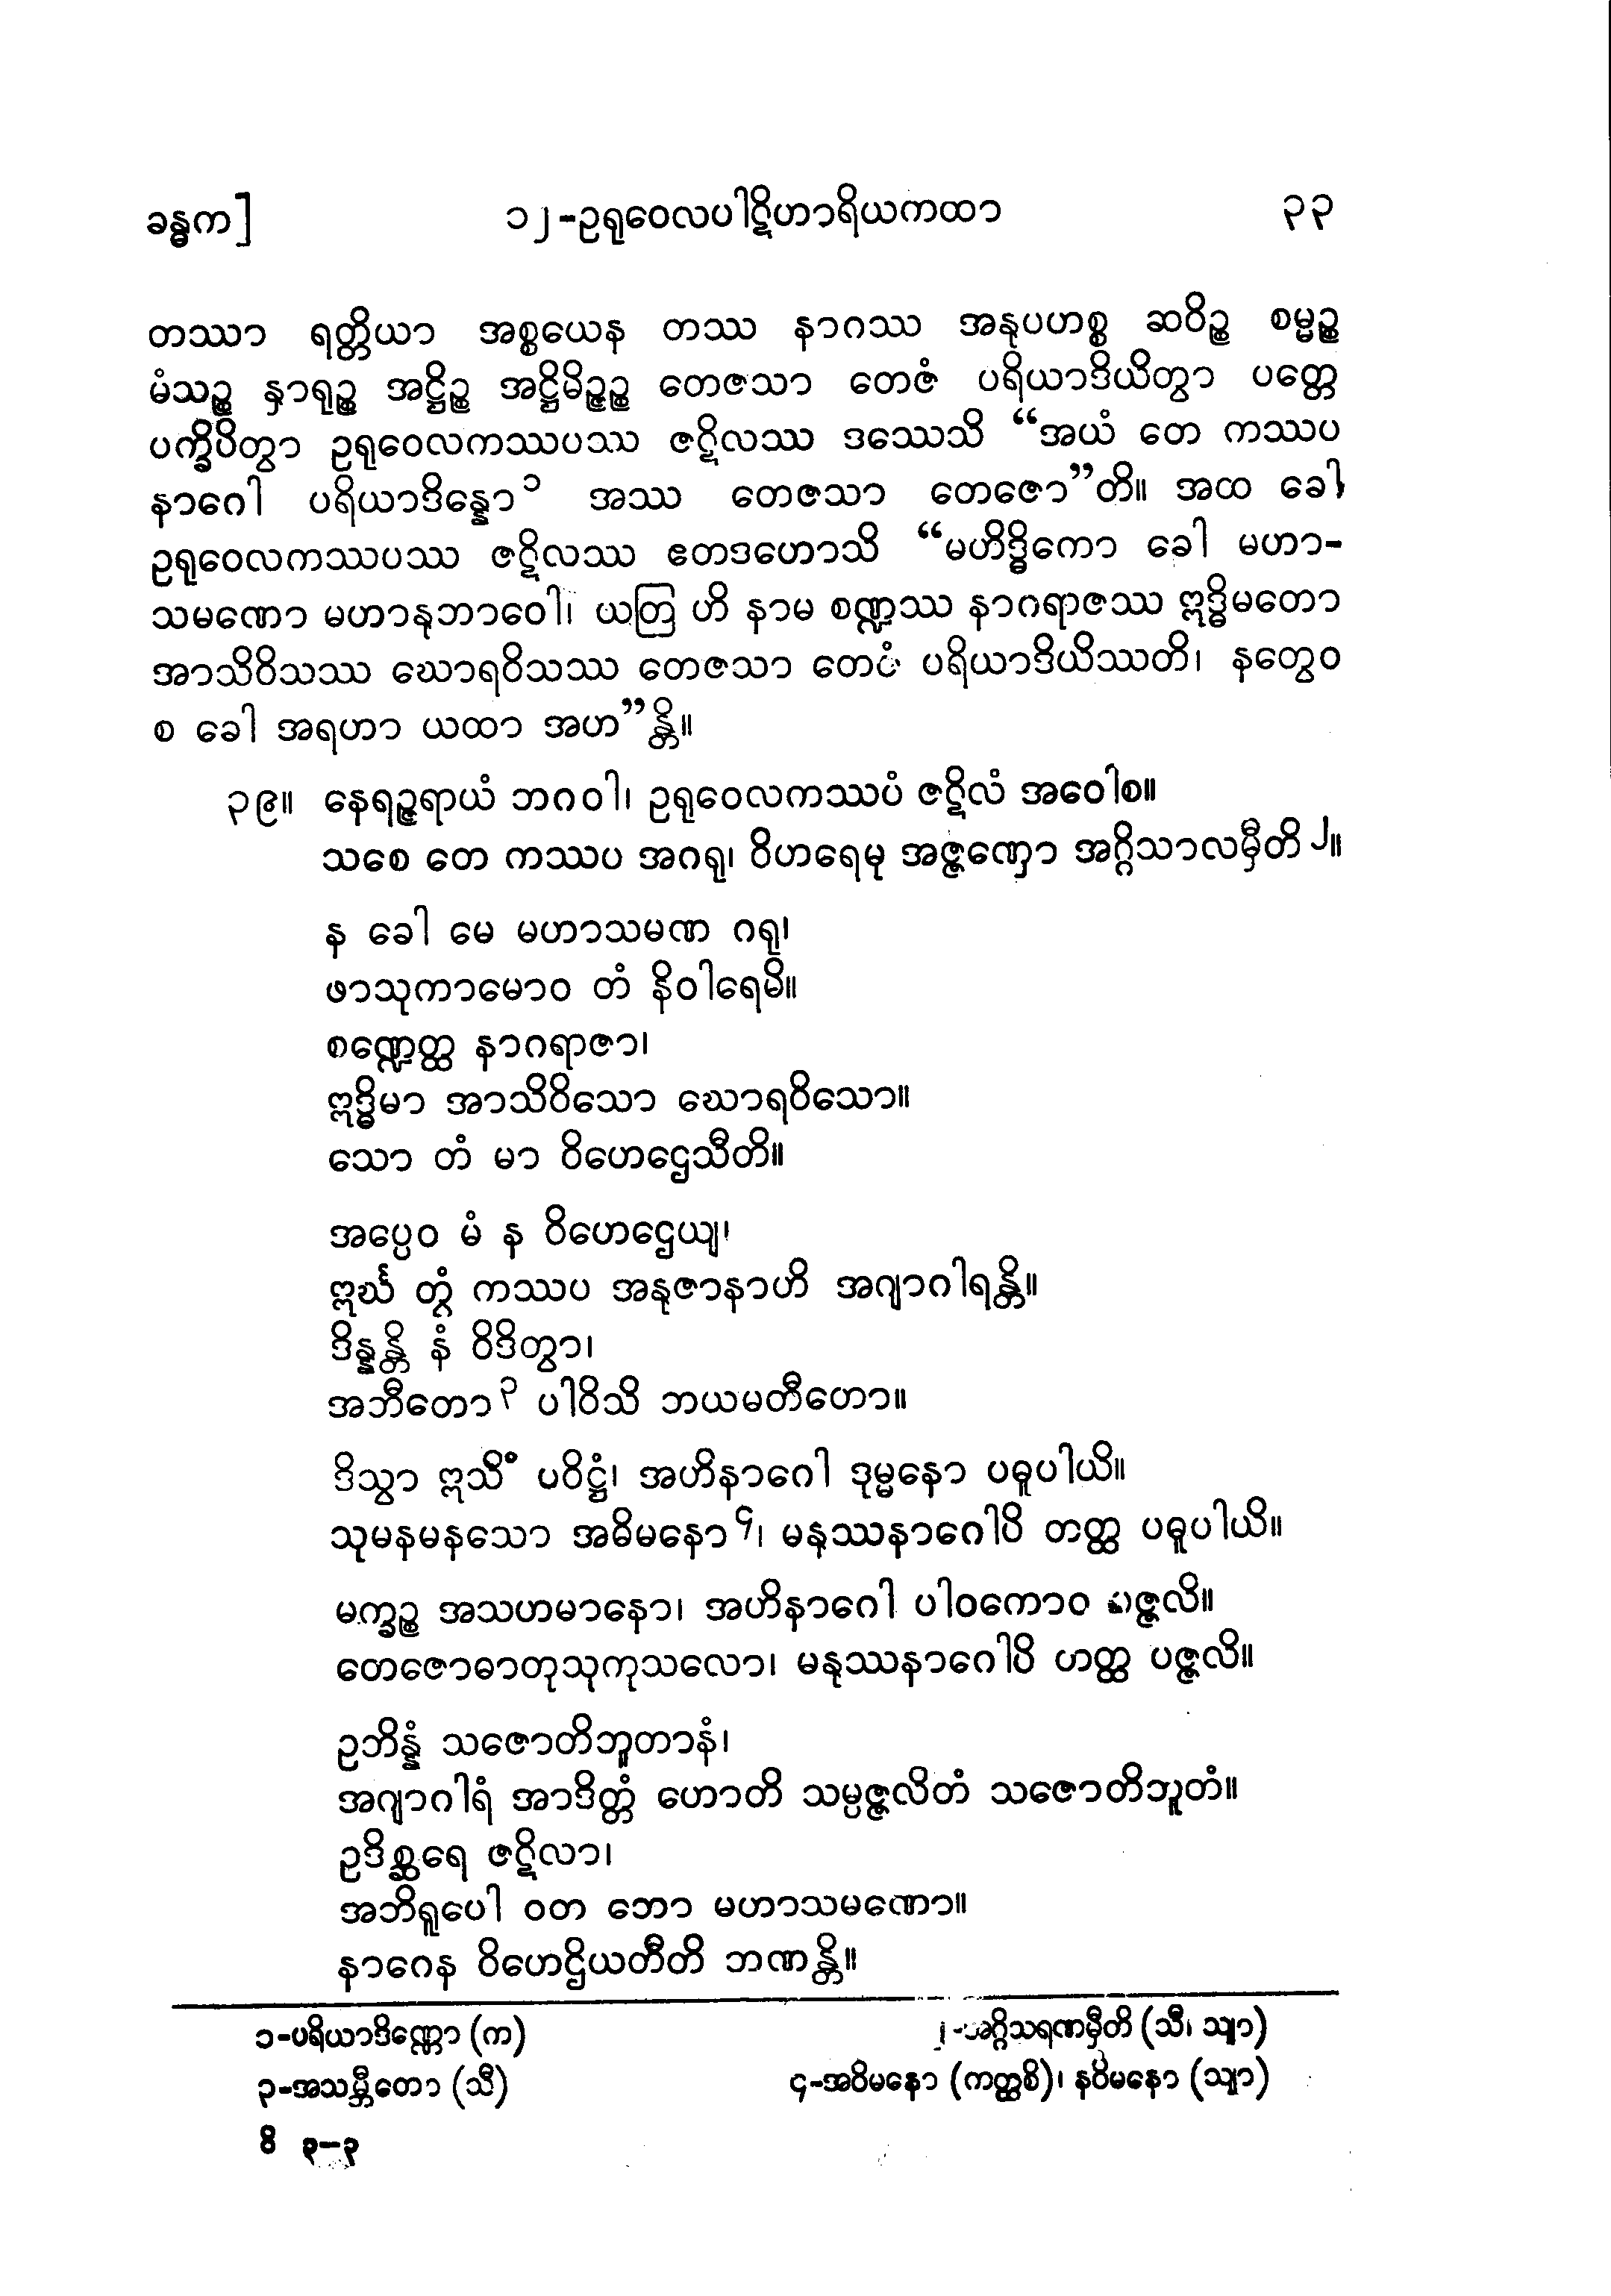 ခန္ဓက] ၁၂-ဥရုဝေလပါဋိဟာရိယကထာ ၃၃
တဿာ ရတ္တိယာ အစ္စယေန တဿ နာဂဿ အနုပဟစ္စ ဆဝိဉ္စ စမ္မဉ္စ
မံသဉ္စ နှာရုဉ္စ အဋ္ဌိဉ္စ အဋ္ဌိမိဉ္ဇဉ္စ တေဇသာ တေဇံ ပရိယာဒိယိတွာ ပတ္တေ
ပက္ခိပိတွာ ဥရုဝေလကဿပဿ ဇဋိလဿ ဒဿေသိ “အယံ တေ ကဿပ
နာဂေါ ပရိယာဒိန္နော၁ အဿ တေဇသာ တေဇော”တိ။ အထ ခေါ
ဥရုဝေလကဿပဿ ဇဋိလဿ ဧတဒဟောသိ “မဟိဒ္ဓိကော ခေါ မဟာ-
သမဏော မဟာနုဘာဝေါ၊ ယတြ ဟိ နာမ စဏ္ဍဿ နာဂရာဇဿ ဣဒ္ဓိမတော
အာသိဝိသဿ ဃောရဝိသဿ တေဇသာ တေဇံ ပရိယာဒိယိဿတိ၊ နတွေဝ
စ ခေါ အရဟာ ယထာ အဟ”န္တိ။
၃၉။ နေရဉ္ဇရာယံ ဘဂဝါ၊ ဥရုဝေလကဿပံ ဇဋိလံ အဝေါစ။
သစေ တေ ကဿပ အဂရု၊ ဝိဟရေမု အဇ္ဇဏှော အဂ္ဂိသာလမှီတိ၂။
န ခေါ မေ မဟာသမဏ ဂရု၊
ဖာသုကာမောဝ တံ နိဝါရေမိ။
စဏ္ဍေတ္ထ နာဂရာဇာ၊
ဣဒ္ဓိမာ အာသိဝိသော ဃောရဝိသော။
သော တံ မာ ဝိဟေဌေသီတိ။
အပ္ပေဝ မံ န ဝိဟေဌေယျ၊
ဣင်္ဃ တွံ ကဿပ အနုဇာနာဟိ အဂျာဂါရန္တိ။
ဒိန္နန္တိ နံ ဝိဒိတွာ၊
အဘီတော၃ ပါဝိသိ ဘယမတီတော။
ဒိသွာ ဣသိံ ပဝိဋ္ဌံ၊ အဟိနာဂေါ ဒုမ္မနော ပဓူပါယိ။
သုမနမနသော အဓိမနော၄၊ မနုဿနာဂေါပိ တတ္ထ ပဓူပါယိ။
မက္ခဉ္စ အသဟမာနော၊ အဟိနာဂေါ ပါဝကောဝ ပဇ္ဇလိ။
တေဇောဓာတုသုကုသလော၊ မနုဿနာဂေါပိ တတ္ထ ပဇ္ဇလိ။
ဥဘိန္နံ သဇောတိဘူတာနံ၊
အဂျာဂါရံ အာဒိတ္တံ ဟောတိ သမ္ပဇ္ဇလိတံ သဇောတိဘူတံ။
ဥဒိစ္ဆရေ ဇဋိလာ၊
အဘိရူပေါ ဝတ ဘော မဟာသမဏော။
နာဂေန ဝိဟေဌိယတီတိ ဘဏန္တိ။
၁-ပရိယာဒိဏ္ဏော (က) ၂-အဂ္ဂိသရဏမှီတိ (သီ၊ သျာ)
၃-အသမ္ဘီတော (သီ) ၄-အဝိမနော (ကတ္ထစိ)၊ နဝိမနော (သျာ)
ဝိ ၃-၃